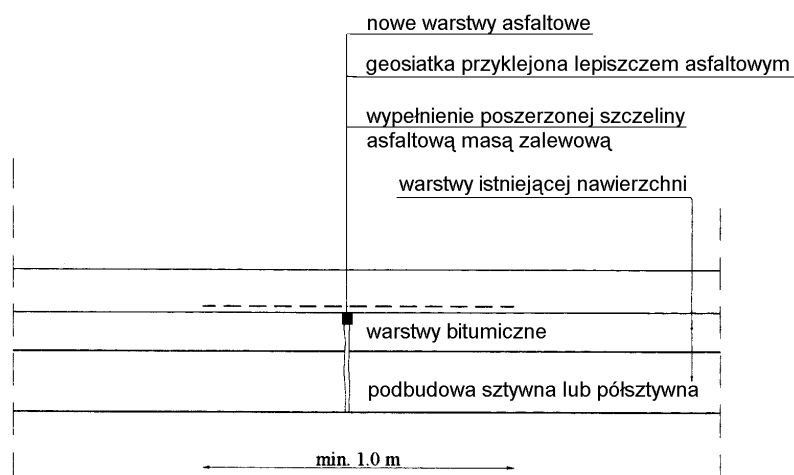 nowe warstwy asfaltowe
geosiatka przyklejona lepiszczem asfaltowym
wypełnienie poszerzonej szczeliny
asfaltową masą zalewową
warstwy istniejącej nawierzchni
warstwy bitumiczne
podbudowa sztywna lub półsztywna
min. 1.0 m